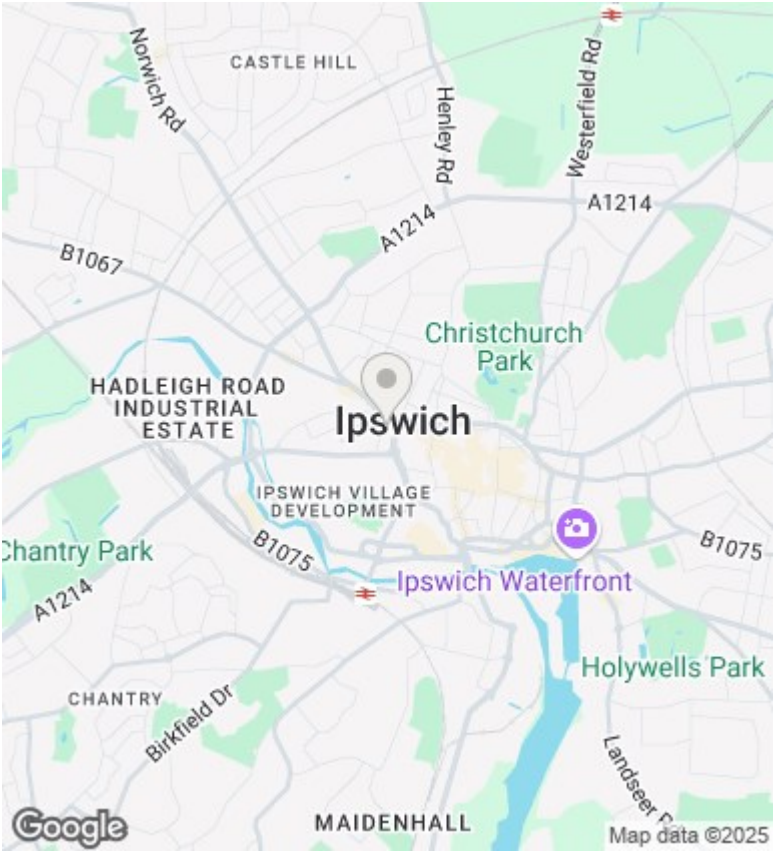 Norwich Rd
CASTLE HILL
Henley Rd
Westerfield Rd
A1214
A1214
B1067
Christchurch
Park
HADLEIGH ROAD
INDUSTRIAL
ESTATE
Ipswich
IPSWICH VILLAGE
DEVELOPMENT
Chantry Park
B1075
B1075
Ipswich Waterfront
A1214
Holywells Park
CHANTRY
Birkfield Dr
Landseer Rd
MAIDENHALL
Google
Map data ©2025